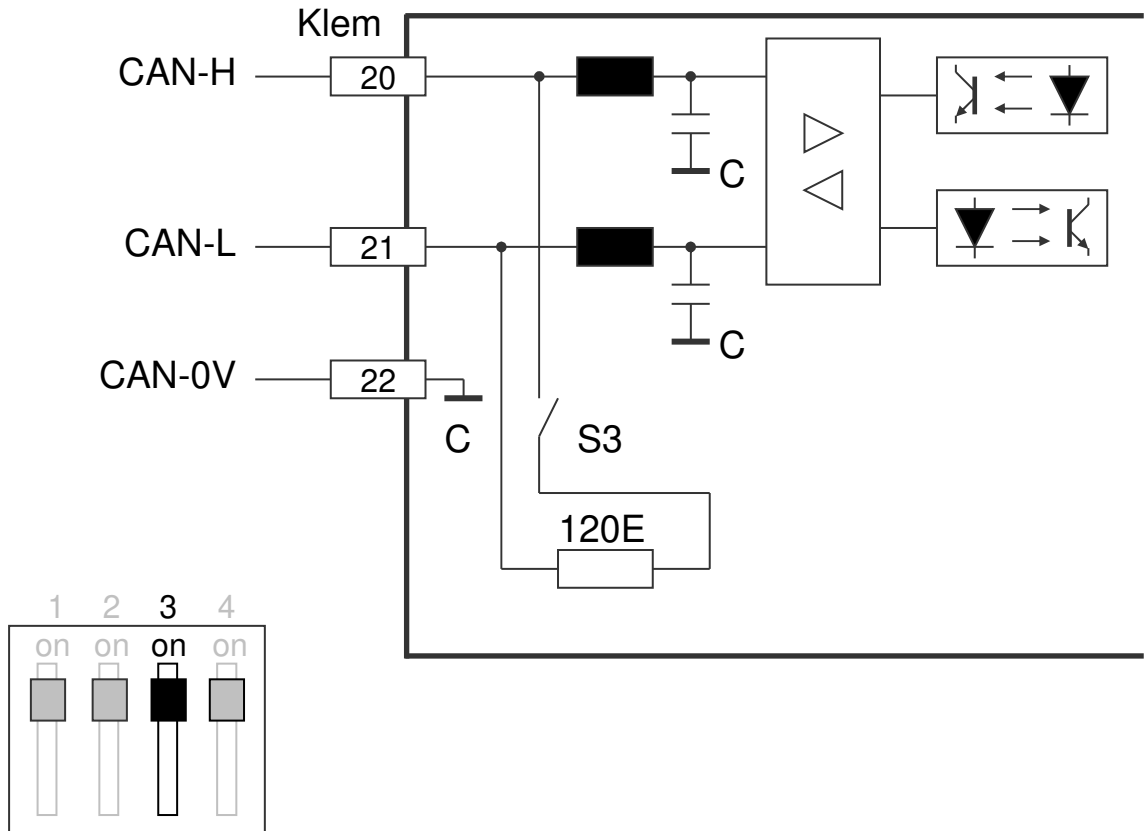 Klem
CAN-H
20
C
CAN-L
21
C
CAN-0V
22
C
S3
120E
1 2 3 4
on on on on